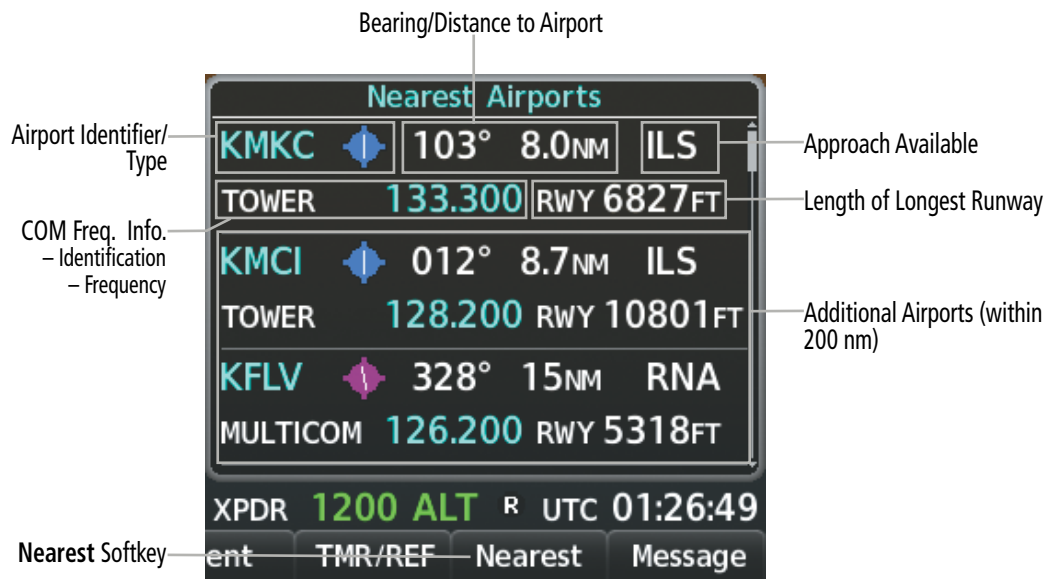 Bearing/Distance to Airport
Nearest Airports
Airport Identifier/
Type
KMKC 103° 8.0NM ILS
Approach Available
TOWER 133.300 RWY 6827FT
Length of Longest Runway
COM Freq. Info.
– Identification
– Frequency
KMCI 012° 8.7NM ILS
TOWER 128.200 RWY 10801FT
Additional Airports (within
200 nm)
KFLV 328° 15NM RNA
MULTICOM 126.200 RWY 5318FT
XPDR 1200 ALT R UTC 01:26:49
Nearest Softkey
ent TMR/REF Nearest Message